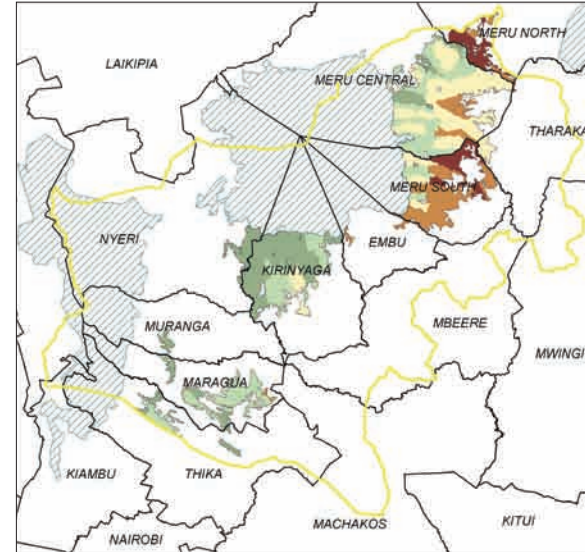 MERU NORTH
LAIKIPIA
MERU CENTRAL
THARAKA
MERU SOUTH
NYERI
EMBU
KIRINYAGA
MURANGA
MBEERE
MWINGI
MARAGUA
KIAMBU
THIKA
KITUI
MACHAKOS
NAIROBI